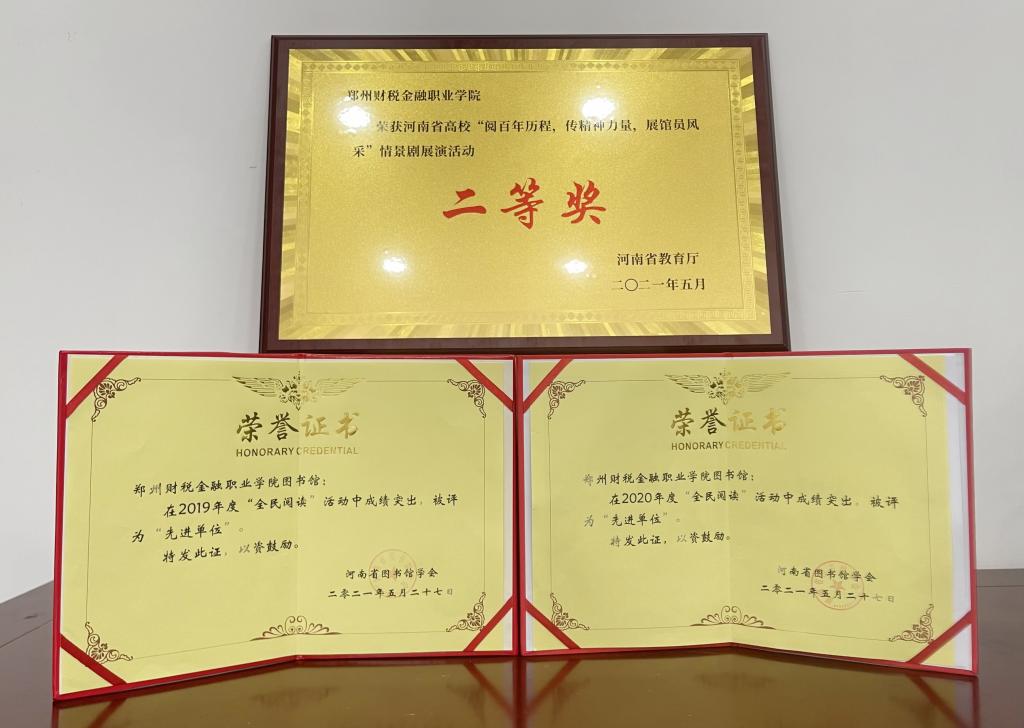 郑州财税金融职业学院
荣获河南省高校“阅百年历程，传精神力量，展馆员风
采”情景剧展演活动
二等奖
河南省教育厅
二〇二一年五月
荣誉证书
HONORARY CREDENTIAL
郑州财税金融职业学院图书馆：
在2019年度“全民阅读”活动中成绩突出，被评
为“先进单位”。
特发此证，以资鼓励。
河南省图书馆学会
二零二一年五月二十七日
荣誉证书
HONORARY CREDENTIAL
郑州财税金融职业学院图书馆：
在2020年度“全民阅读”活动中成绩突出，被评
为“先进单位”。
特发此证，以资鼓励。
河南省图书馆学会
二零二一年五月二十七日